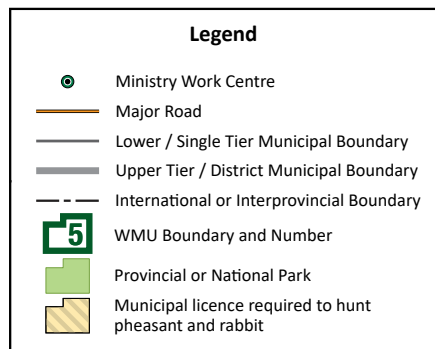 Legend
Ministry Work Centre
Major Road
Lower / Single Tier Municipal Boundary
Upper Tier / District Municipal Boundary
International or Interprovincial Boundary
5 WMU Boundary and Number
Provincial or National Park
Municipal licence required to hunt
pheasant and rabbit